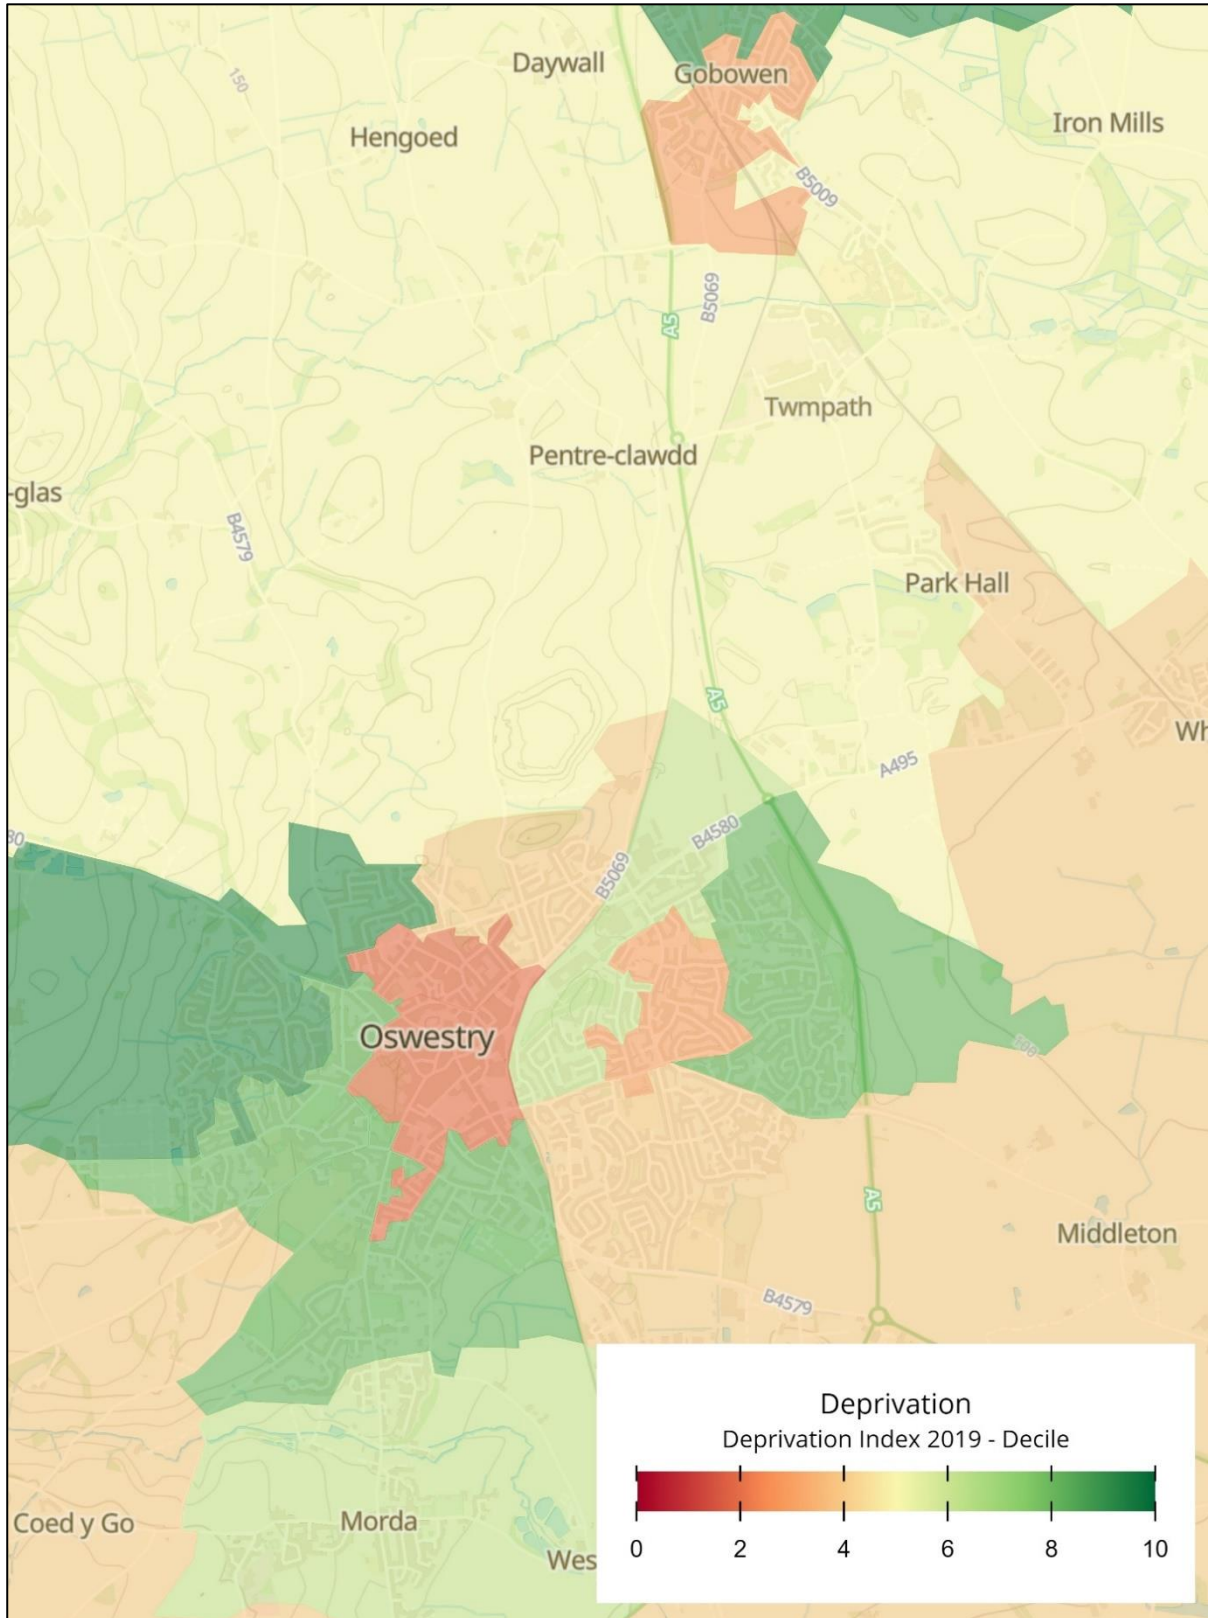 Daywall
Gobowen
150
Hengoed
Iron Mills
B5009
B5069
A5
Twmpath
Pentre-clawdd
-glas
B4579
Park Hall
A5
Wh
A495
80
B4580
B5069
Oswestry
100
A5
Middleton
B4579
Deprivation
Deprivation Index 2019 - Decile
0 2 4 6 8 10
Coed y Go
Morda
Wes